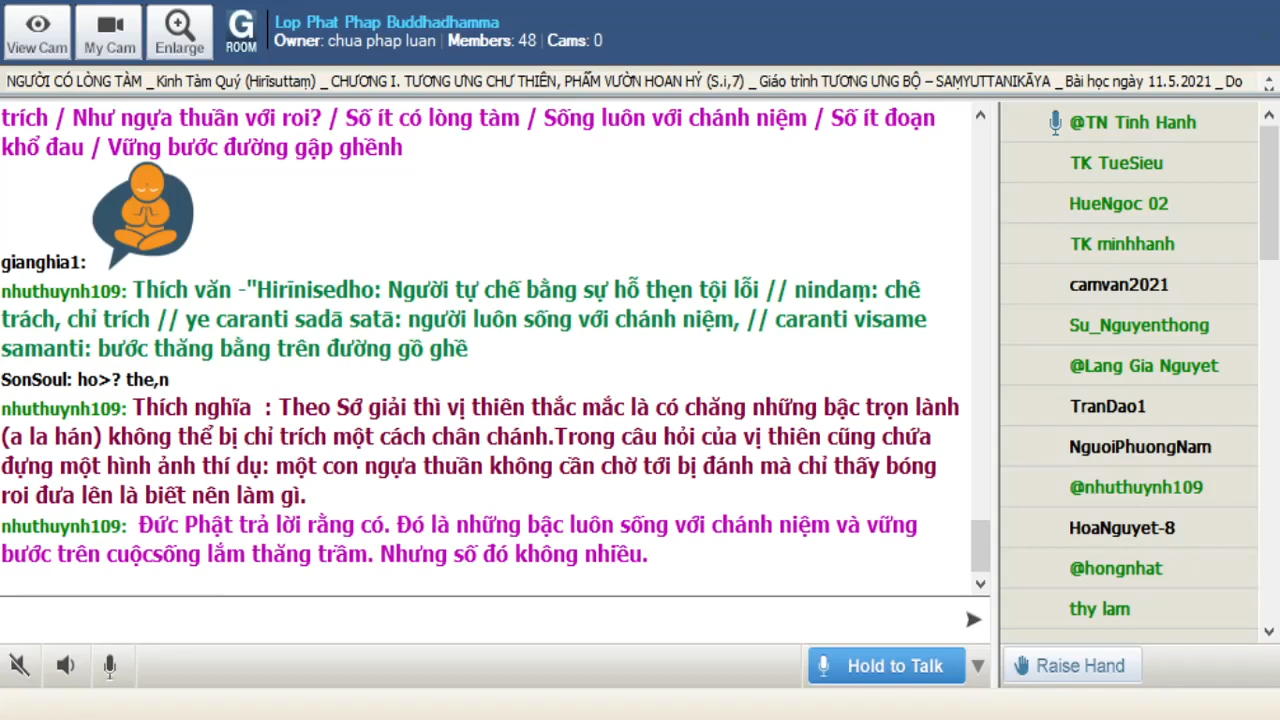 View Cam
My Cam
Enlarge
G
ROOM
Lop Phat Phap Buddhadhamma
Owner: chua phap luan | Members: 48 | Cams: 0
NGƯỜI CÓ LÒNG TÀM _ Kinh Tàm Quý (Hirīsuttaṃ) _ CHƯƠNG I. TƯƠNG ƯNG CHƯ THIÊN, PHẨM VƯỜN HOAN HỶ (S.i,7) _ Giáo trình TƯƠNG ƯNG BỘ – SAṂYUTTANIKĀYA _ Bài học ngày 11.5.2021 _ Do
trích / Như ngựa thuần với roi? / Số ít có lòng tàm / Sống luôn với chánh niệm / Số ít đoạn
khổ đau / Vững bước đường gập ghềnh
gianghia1:
nhuthuynh109: Thích văn -"Hirīnisedho: Người tự chế bằng sự hỗ thẹn tội lỗi // nindaṃ: chê
trách, chỉ trích // ye caranti sadā satā: người luôn sống với chánh niệm, // caranti visame
samanti: bước thăng bằng trên đường gồ ghề
SonSoul: ho>? the,n
nhuthuynh109: Thích nghĩa : Theo Sớ giải thì vị thiên thắc mắc là có chăng những bậc trọn lành
(a la hán) không thể bị chỉ trích một cách chân chánh.Trong câu hỏi của vị thiên cũng chứa
đựng một hình ảnh thí dụ: một con ngựa thuần không cần chờ tới bị đánh mà chỉ thấy bóng
roi đưa lên là biết nên làm gì.
nhuthuynh109: Đức Phật trả lời rằng có. Đó là những bậc luôn sống với chánh niệm và vững
bước trên cuộcsống lắm thăng trầm. Nhưng số đó không nhiều.
@TN Tinh Hanh
TK TueSieu
HueNgoc 02
TK minhhanh
camvan2021
Su_Nguyenthong
@Lang Gia Nguyet
TranDao1
NguoiPhuongNam
@nhuthuynh109
HoaNguyet-8
@hongnhat
thy lam
Hold to Talk
Raise Hand